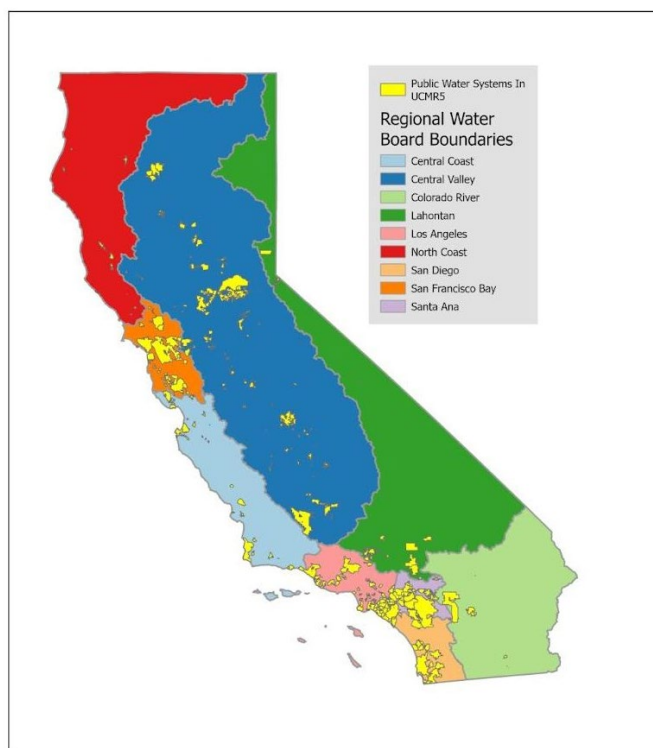 Public Water Systems In
UCMR5
Regional Water
Board Boundaries
Central Coast
Central Valley
Colorado River
Lahontan
Los Angeles
North Coast
San Diego
San Francisco Bay
Santa Ana